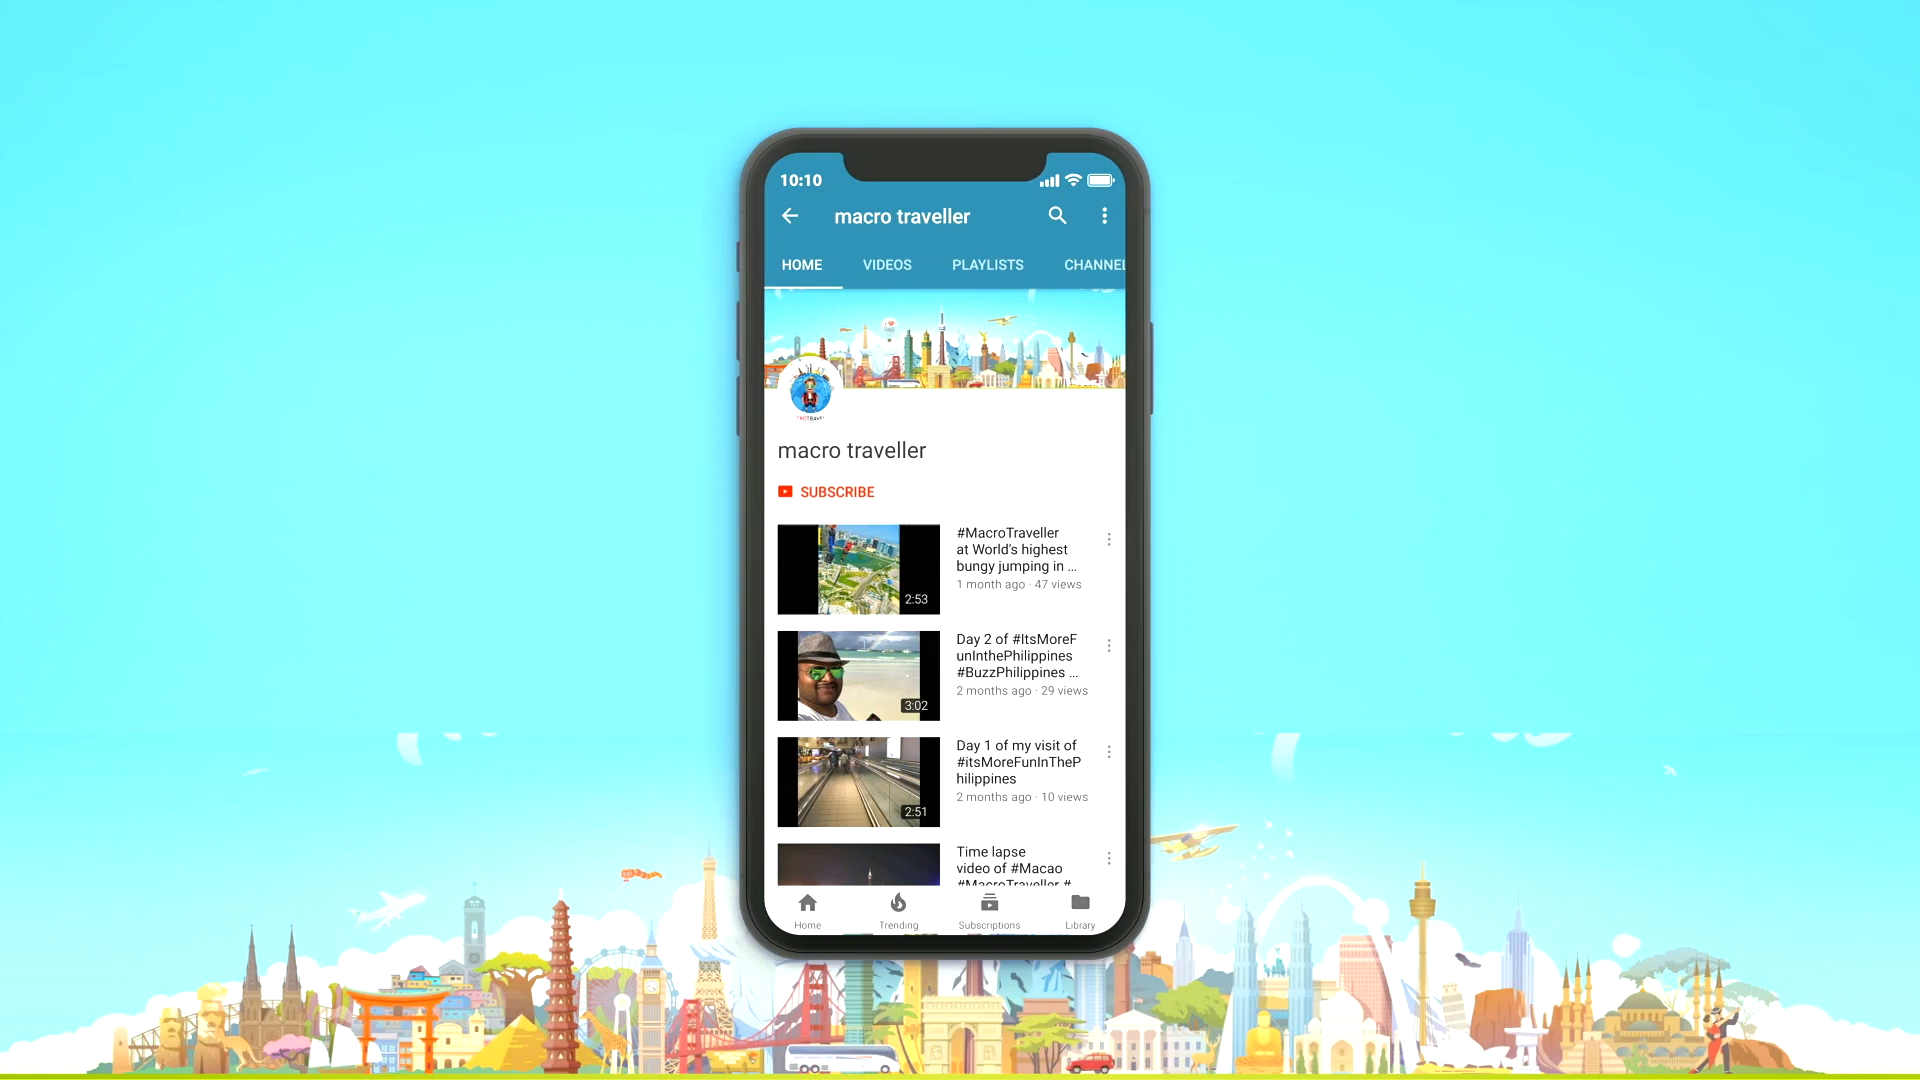 10:10
macro traveller
HOME VIDEOS PLAYLISTS CHANNEL
macro traveller
SUBSCRIBE
#MacroTraveller
at World's highest
bungy jumping in ...
1 month ago · 47 views
2:53
Day 2 of #ItsMoreF
unInthePhilippines
#BuzzPhilippines ...
2 months ago · 29 views
3:02
Day 1 of my visit of
#itsMoreFunInTheP
hilippines
2 months ago · 10 views
2:51
Time lapse
video of #Macao
#MacroTraveller #
Home Trending Subscriptions Library